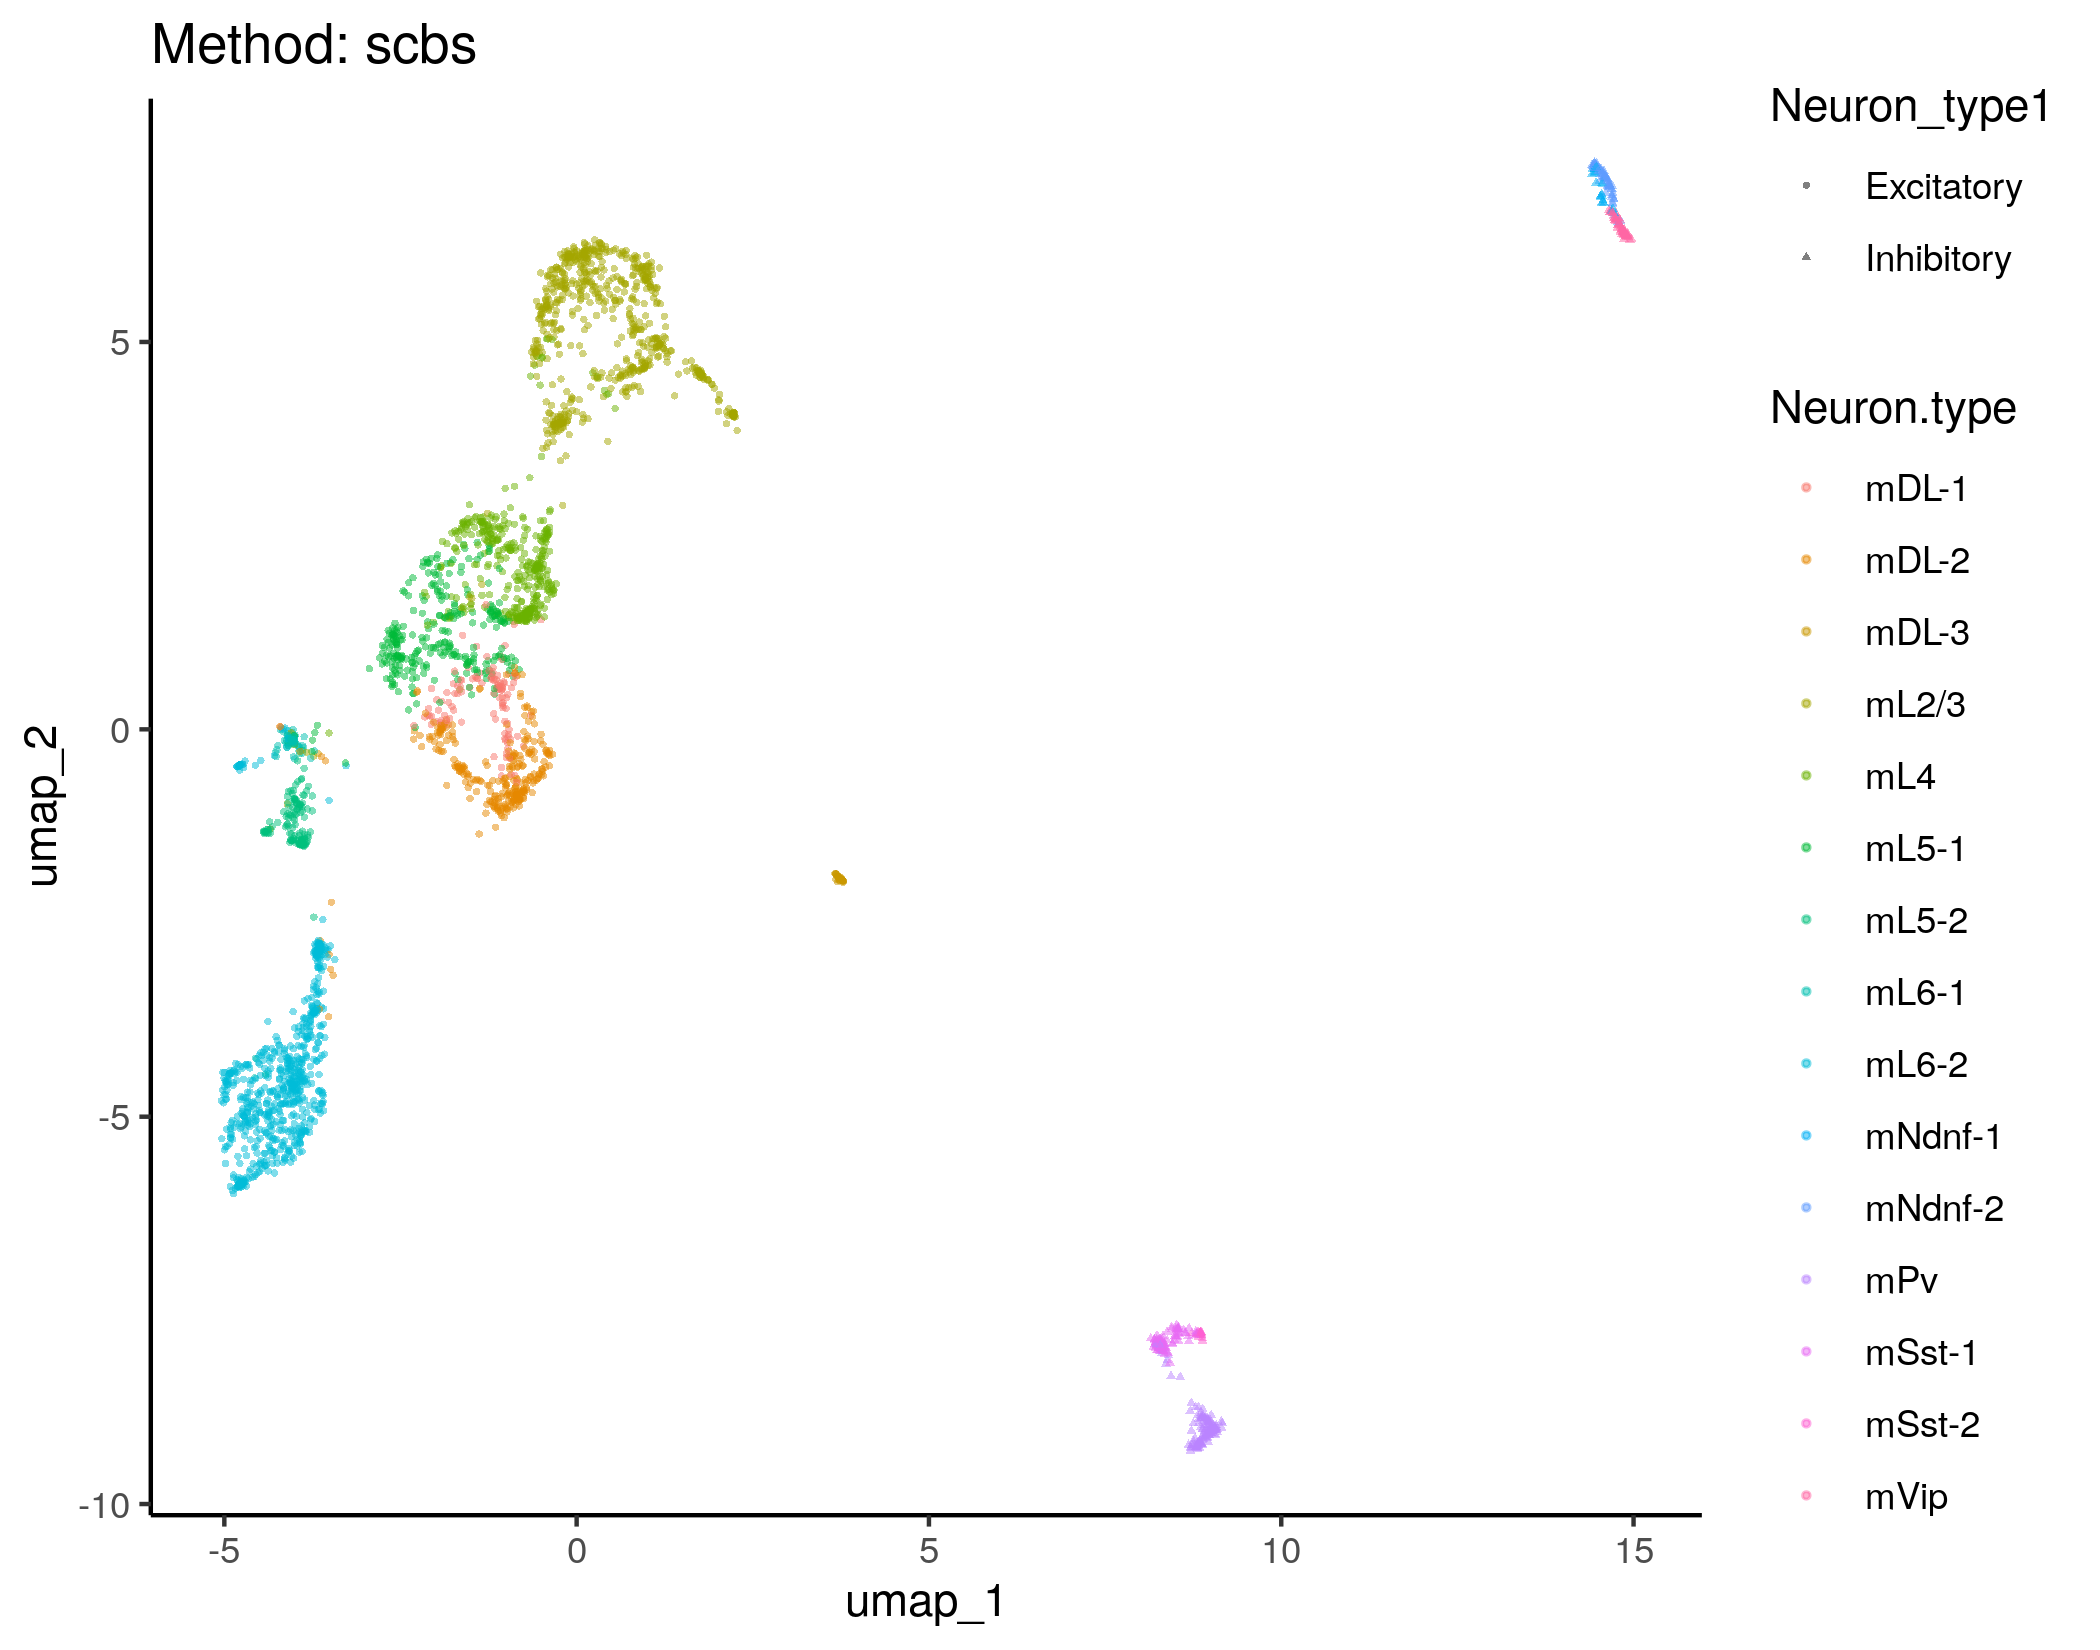 Method: scbs
umap_2
5
0
-5
-10
-5
0
5
10
15
umap_1
Neuron_type1
Excitatory
Inhibitory
Neuron.type
mDL-1
mDL-2
mDL-3
mL2/3
mL4
mL5-1
mL5-2
mL6-1
mL6-2
mNdnf-1
mNdnf-2
mPv
mSst-1
mSst-2
mVip